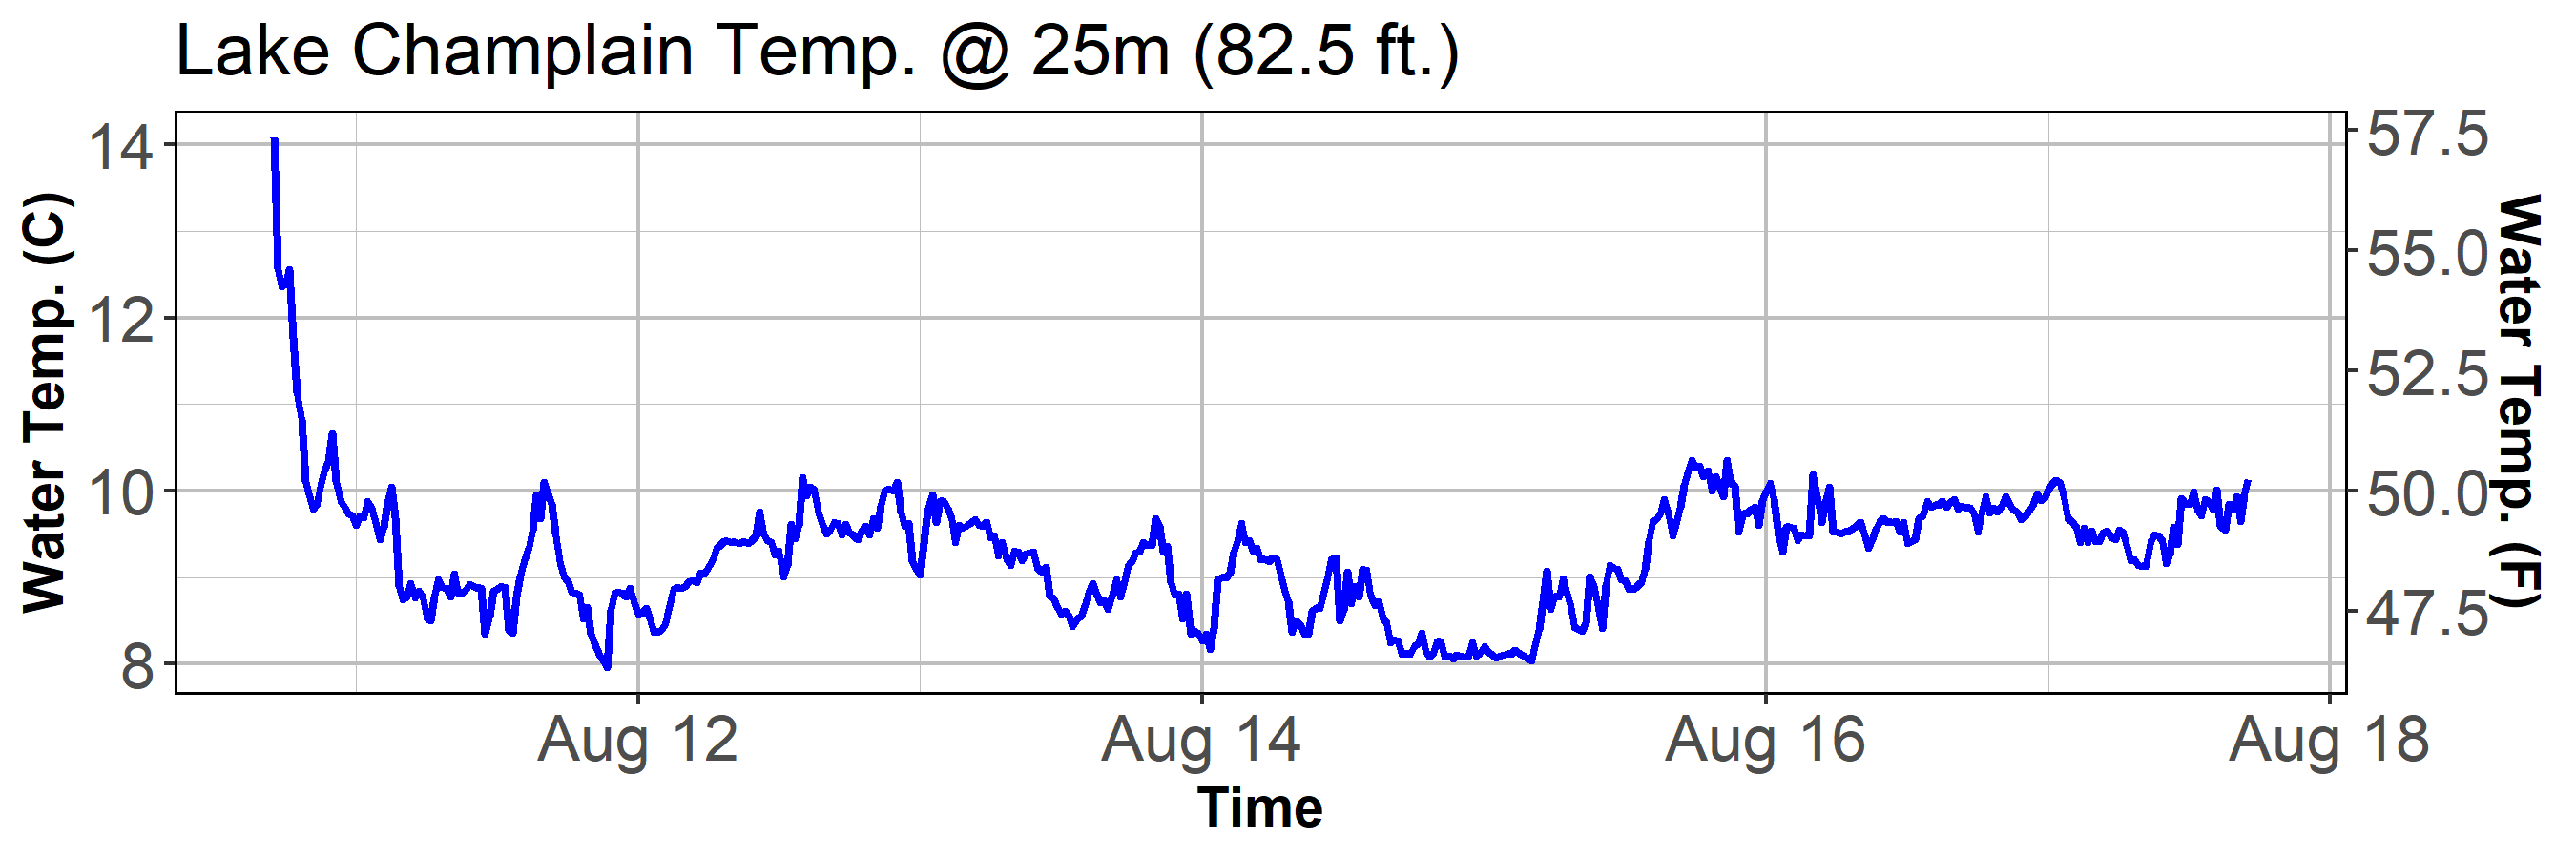 Lake Champlain Temp. @ 25m (82.5 ft.)
Water Temp. (C)
14
12
10
8
57.5
55.0
52.5
50.0
47.5
Water Temp. (F)
Aug 12 Aug 14 Aug 16 Aug 18
Time